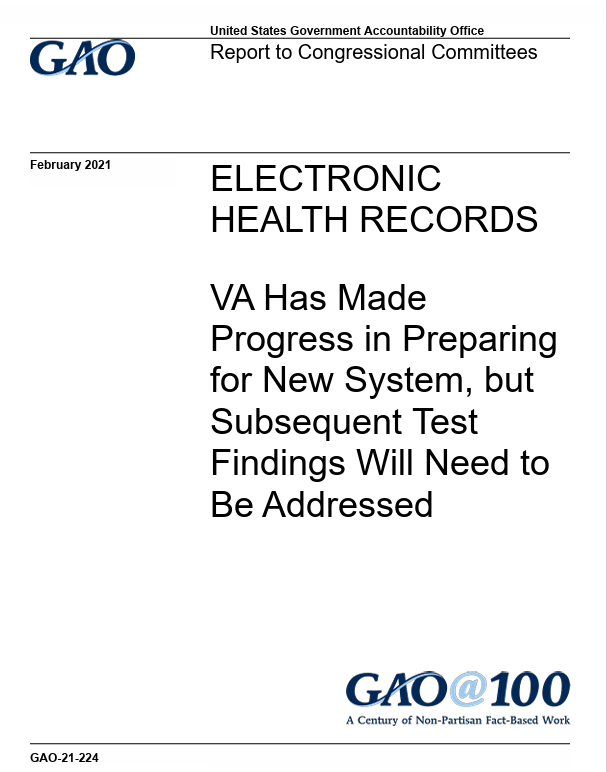 United States Government Accountability Office
GAO
Report to Congressional Committees
February 2021
ELECTRONIC
HEALTH RECORDS
VA Has Made
Progress in Preparing
for New System, but
Subsequent Test
Findings Will Need to
Be Addressed
GAO@100
A Century of Non-Partisan Fact-Based Work
GAO-21-224